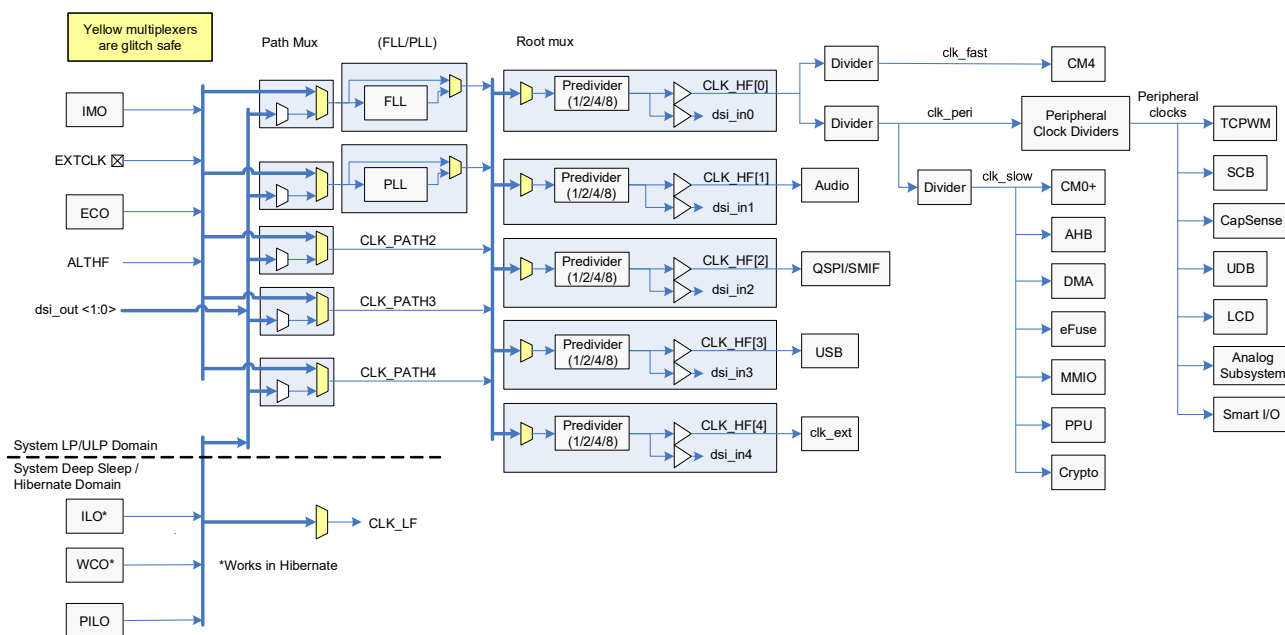 Yellow multiplexers
are glitch safe
Path Mux
(FLL/PLL)
Root mux
IMO
EXTCLK
ECO
ALTHF
dsi_out <1:0>
FLL
PLL
CLK_PATH2
CLK_PATH3
CLK_PATH4
Predivider
(1/2/4/8)
CLK_HF[0]
dsi_in0
Predivider
(1/2/4/8)
CLK_HF[1]
dsi_in1
Audio
Predivider
(1/2/4/8)
CLK_HF[2]
dsi_in2
QSPI/SMIF
Predivider
(1/2/4/8)
CLK_HF[3]
dsi_in3
USB
Predivider
(1/2/4/8)
CLK_HF[4]
dsi_in4
clk_ext
Divider
clk_fast
CM4
Divider
clk_peri
Peripheral
Clock Dividers
Peripheral
clocks
Divider
clk_slow
CM0+
AHB
DMA
eFuse
MMIO
PPU
Crypto
TCPWM
SCB
CapSense
UDB
LCD
Analog
Subsystem
Smart I/O
System LP/ULP Domain
System Deep Sleep /
Hibernate Domain
ILO*
WCO*
PILO
CLK_LF
*Works in Hibernate